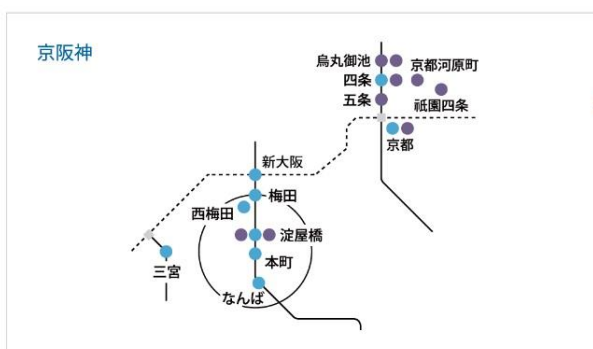 京阪神
烏丸御池
京都河原町
四条
祇園四条
五条
京都
新大阪
梅田
西梅田
淀屋橋
本町
三宮
なんば